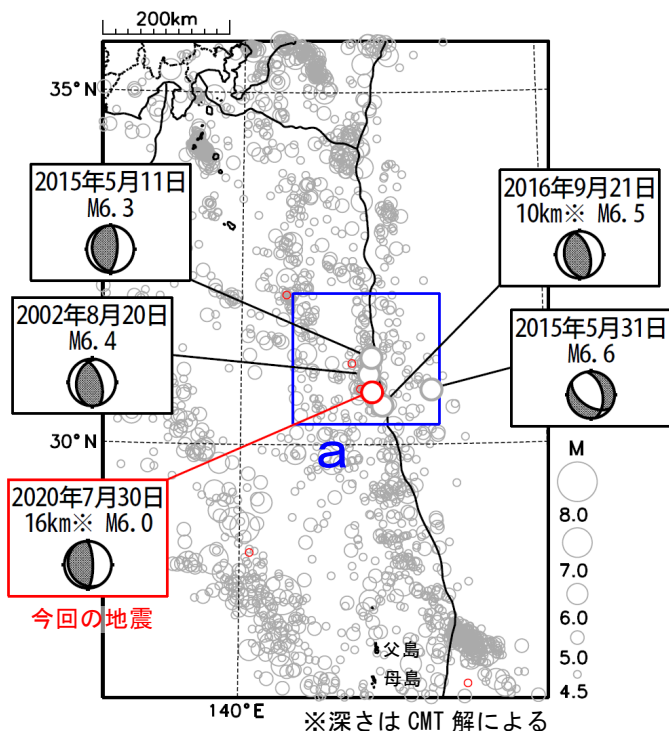 200km
35°N
2015年5月11日
M6.3
2016年9月21日
10km※ M6.5
2002年8月20日
M6.4
2015年5月31日
M6.6
30°N
a
2020年7月30日
16km※ M6.0
今回の地震
M
8.0
7.0
6.0
5.0
4.5
父島
母島
140°E
※深さは CMT 解による